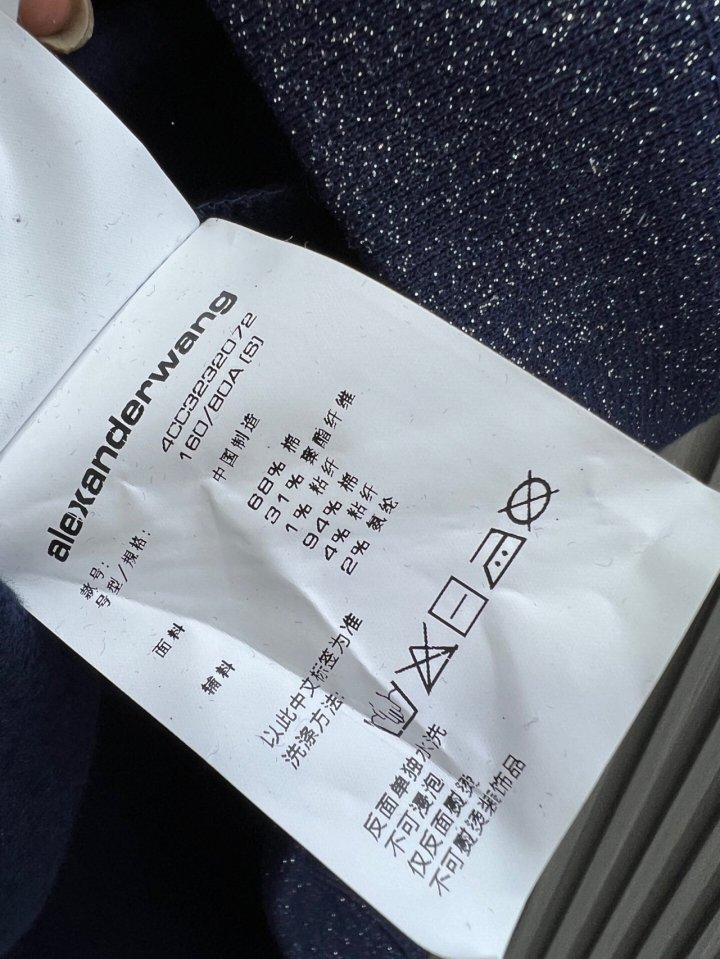 alexanderwang
款号: 4CC3232072
号型/規格: 160/80A (S)
中国制造
面料 68% 棉
31% 聚酯纤维
1% 粘纤
辅料 94% 棉
4% 粘纤
2% 氨纶
以此中文标签为准
洗涤方法:
反面单独水洗
不可浸泡
仅反面熨烫
不可熨烫装饰品